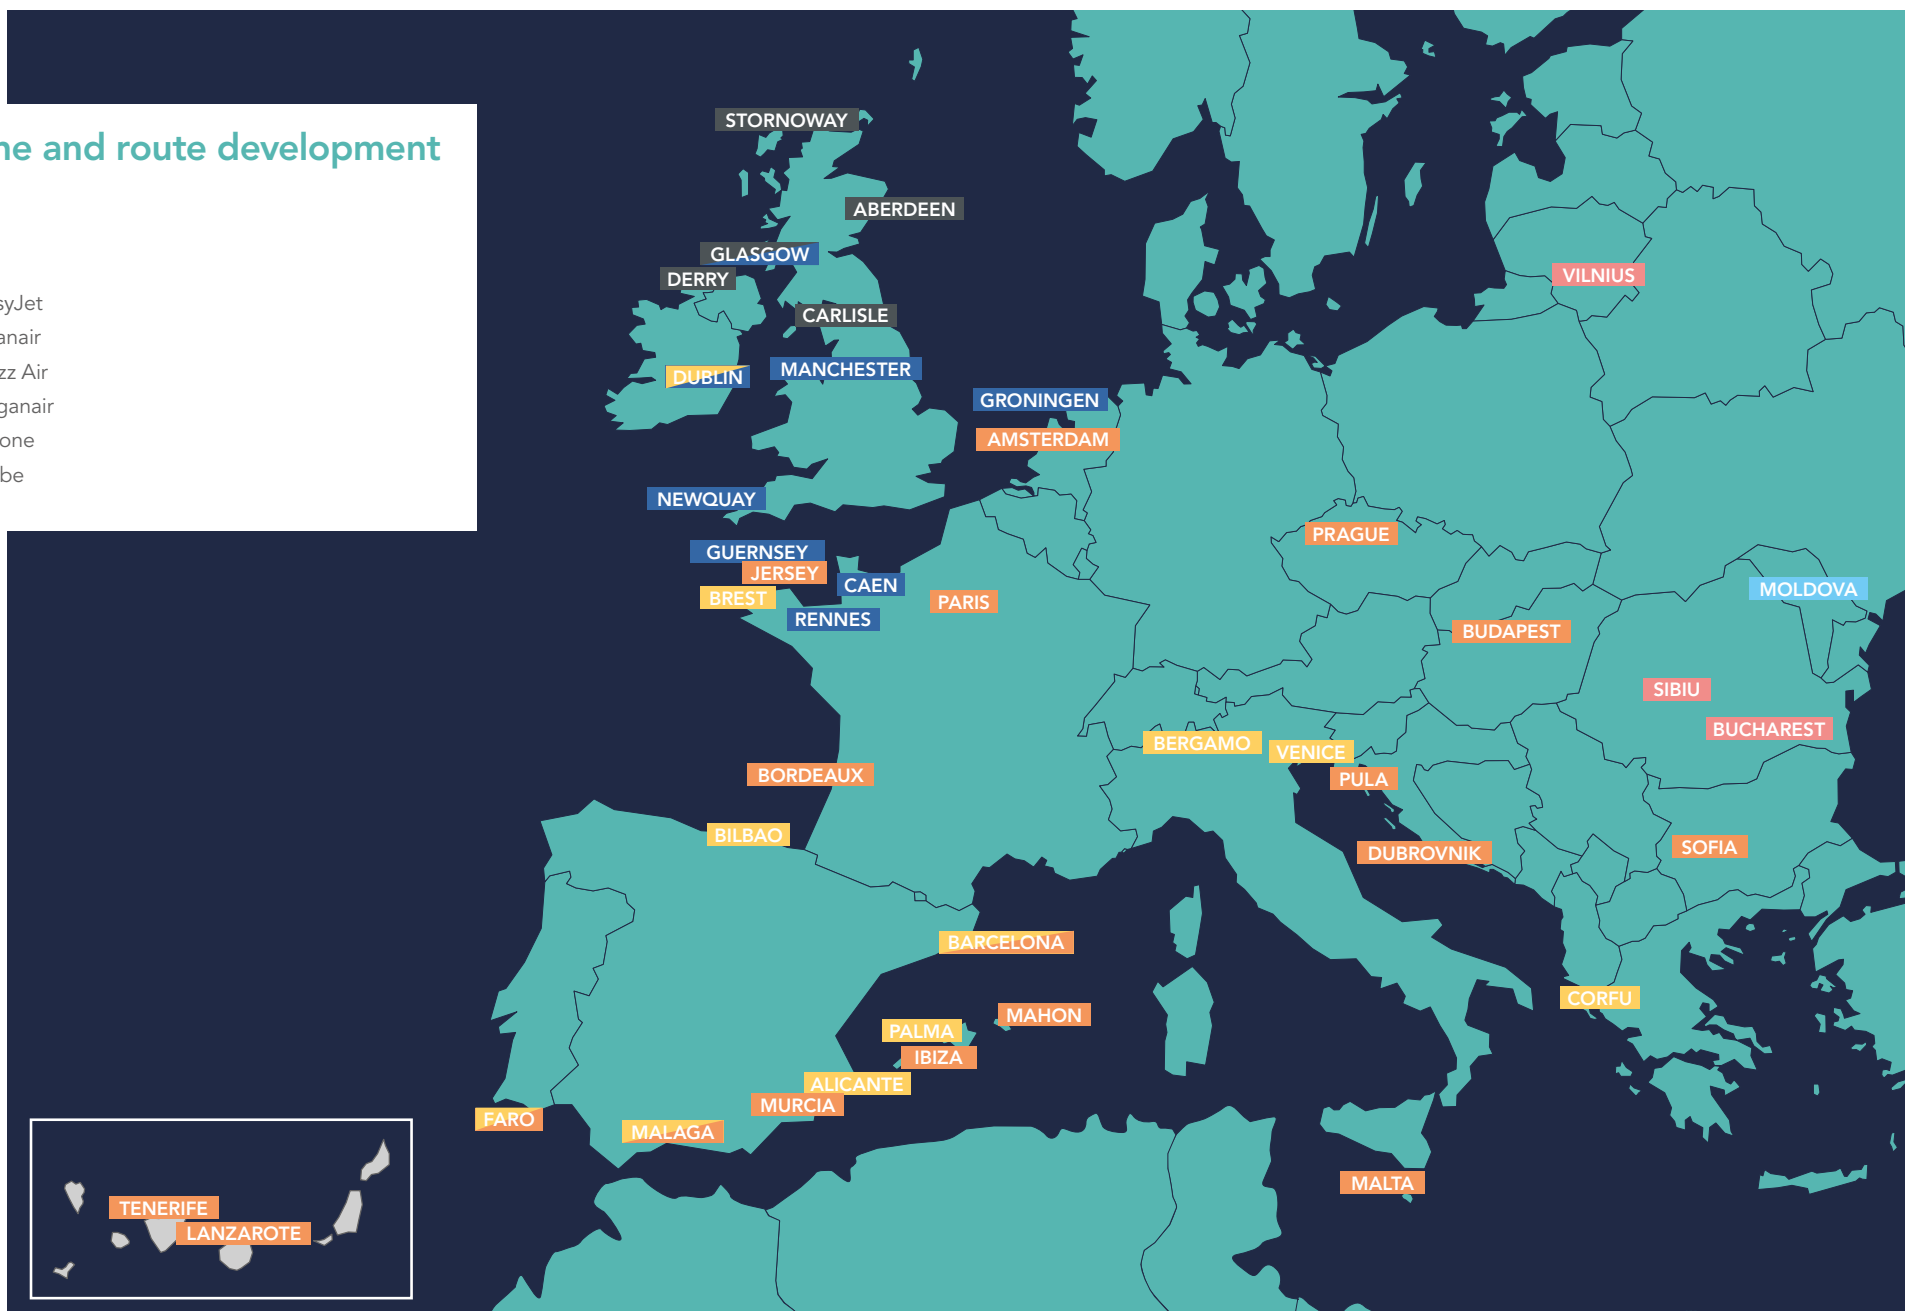 ne and route development
syJet
anair
zz Air
ganair
one
be
STORNOWAY
ABERDEEN
GLASGOW
DERRY
VILNIUS
CARLISLE
DUBLIN
MANCHESTER
GRONINGEN
AMSTERDAM
NEWQUAY
PRAGUE
GUERNSEY
JERSEY
CAEN
MOLDOVA
BREST
PARIS
RENNES
BUDAPEST
SIBIU
BUCHAREST
BERGAMO
VENICE
BORDEAUX
PULA
BILBAO
SOFIA
DUBROVNIK
BARCELONA
CORFU
MAHON
PALMA
IBIZA
ALICANTE
MURCIA
FARO
MALAGA
MALTA
TENERIFE
LANZAROTE